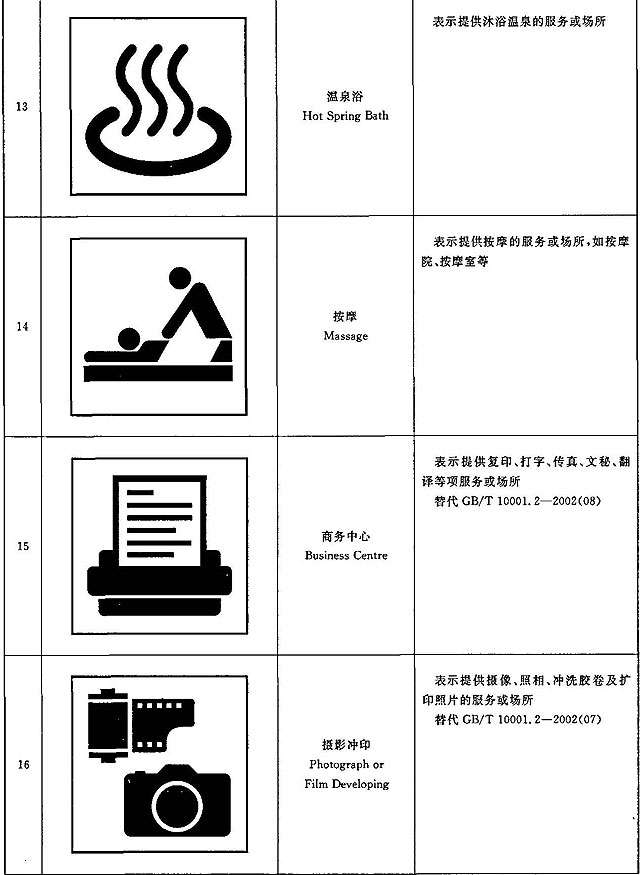 13
温泉浴
Hot Spring Bath
表示提供沐浴温泉的服务或场所
14
按摩
Massage
表示提供按摩的服务或场所,如按摩
院、按摩室等
15
商务中心
Business Centre
表示提供复印、打字、传真、文秘、翻
译等项服务或场所
替代 GB/T 10001.2—2002(08)
16
摄影冲印
Photograph or
Film Developing
表示提供摄像、照相、冲洗胶卷及扩
印照片的服务或场所
替代 GB/T 10001.2—2002(07)